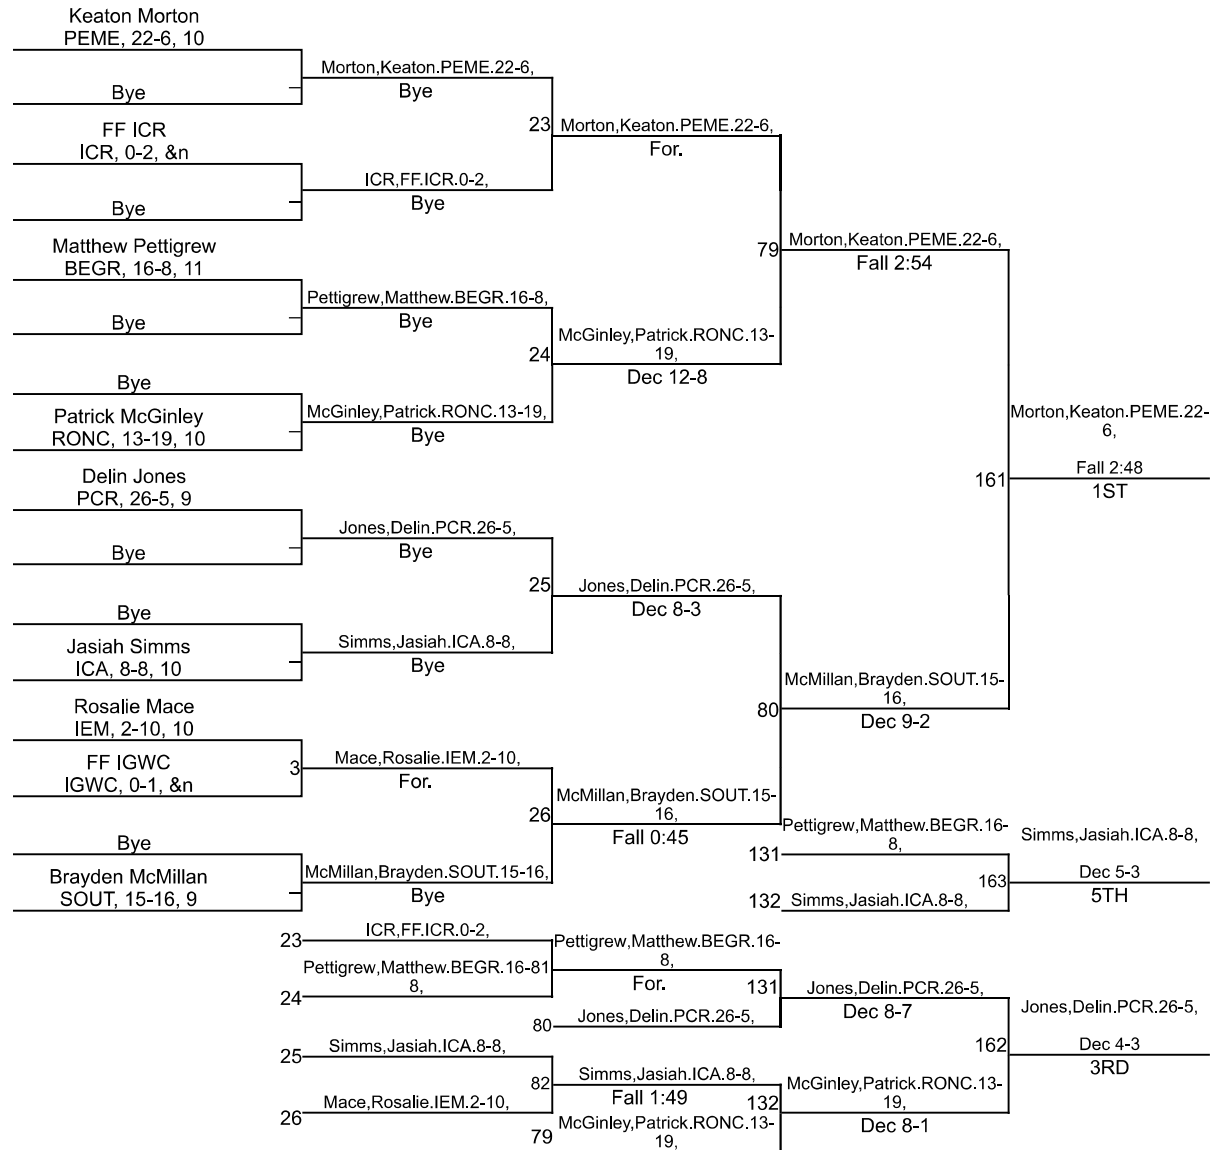 Keaton Morton
PEME, 22-6, 10
Bye
Morton,Keaton.PEME.22-6,
Bye
FF ICR
ICR, 0-2, &n
Bye
ICR,FF.ICR.0-2,
Bye
23
Morton,Keaton.PEME.22-6,
For.
Matthew Pettigrew
BEGR, 16-8, 11
Bye
Pettigrew,Matthew.BEGR.16-8,
Bye
Bye
Patrick McGinley
RONC, 13-19, 10
McGinley,Patrick.RONC.13-19,
Bye
24
McGinley,Patrick.RONC.13-
19,
Dec 12-8
79
Morton,Keaton.PEME.22-6,
Fall 2:54
Delin Jones
PCR, 26-5, 9
Bye
Jones,Delin.PCR.26-5,
Bye
Bye
Jasiah Simms
ICA, 8-8, 10
Simms,Jasiah.ICA.8-8,
Bye
25
Jones,Delin.PCR.26-5,
Dec 8-3
Rosalie Mace
IEM, 2-10, 10
FF IGWC
IGWC, 0-1, &n
3
Mace,Rosalie.IEM.2-10,
For.
Bye
Brayden McMillan
SOUT, 15-16, 9
McMillan,Brayden.SOUT.15-16,
Bye
26
McMillan,Brayden.SOUT.15-
16,
Fall 0:45
80
McMillan,Brayden.SOUT.15-
16,
Dec 9-2
161
Morton,Keaton.PEME.22-
6,
Fall 2:48
1ST
131
Pettigrew,Matthew.BEGR.16-
8,
132
Simms,Jasiah.ICA.8-8,
163
Simms,Jasiah.ICA.8-8,
Dec 5-3
5TH
23
ICR,FF.ICR.0-2,
24
Pettigrew,Matthew.BEGR.16-81
8,
Pettigrew,Matthew.BEGR.16-
8,
For.
80
Jones,Delin.PCR.26-5,
131
Jones,Delin.PCR.26-5,
Dec 8-7
25
Simms,Jasiah.ICA.8-8,
26
Mace,Rosalie.IEM.2-10,
82
Simms,Jasiah.ICA.8-8,
Fall 1:49
79
McGinley,Patrick.RONC.13-
19,
132
McGinley,Patrick.RONC.13-
19,
Dec 8-1
162
Jones,Delin.PCR.26-5,
Dec 4-3
3RD